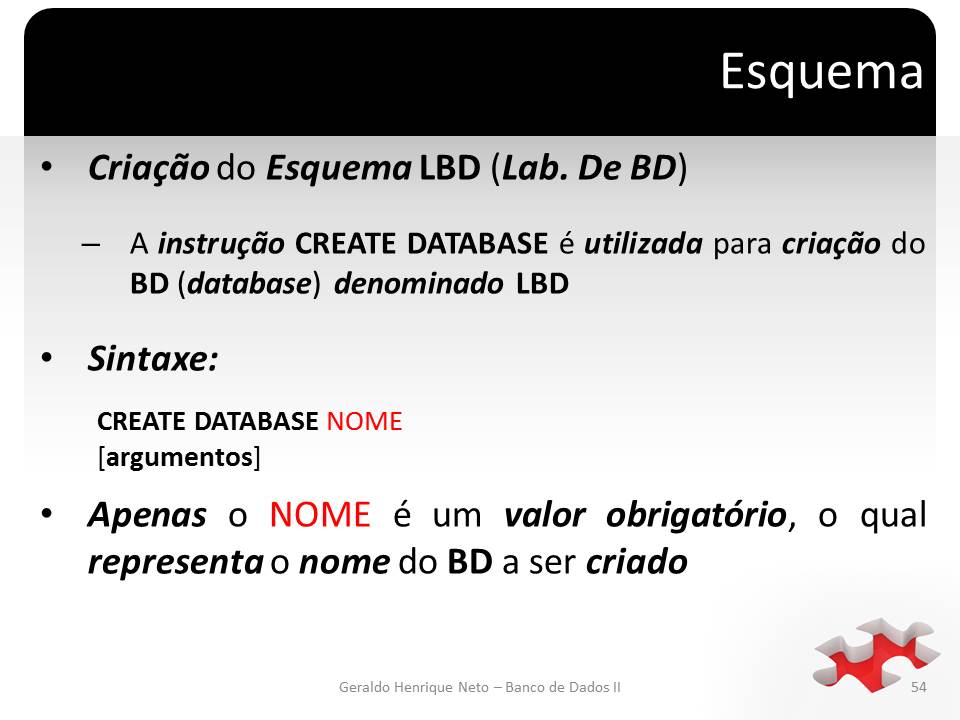 Esquema
• Criação do Esquema LBD (Lab. De BD)
– A instrução CREATE DATABASE é utilizada para criação do
BD (database) denominado LBD
• Sintaxe:
CREATE DATABASE NOME
[argumentos]
• Apenas o NOME é um valor obrigatório, o qual
representa o nome do BD a ser criado
Geraldo Henrique Neto – Banco de Dados II
54